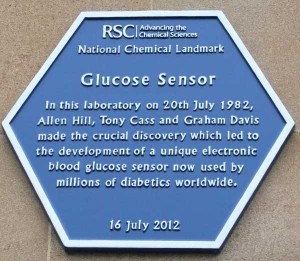 RSC | Advancing the
Chemical Sciences
National Chemical Landmark
Glucose Sensor
In this laboratory on 20th July 1982,
Allen Hill, Tony Cass and Graham Davis
made the crucial discovery which led to
the development of a unique electronic
blood glucose sensor now used by
millions of diabetics worldwide.
16 July 2012